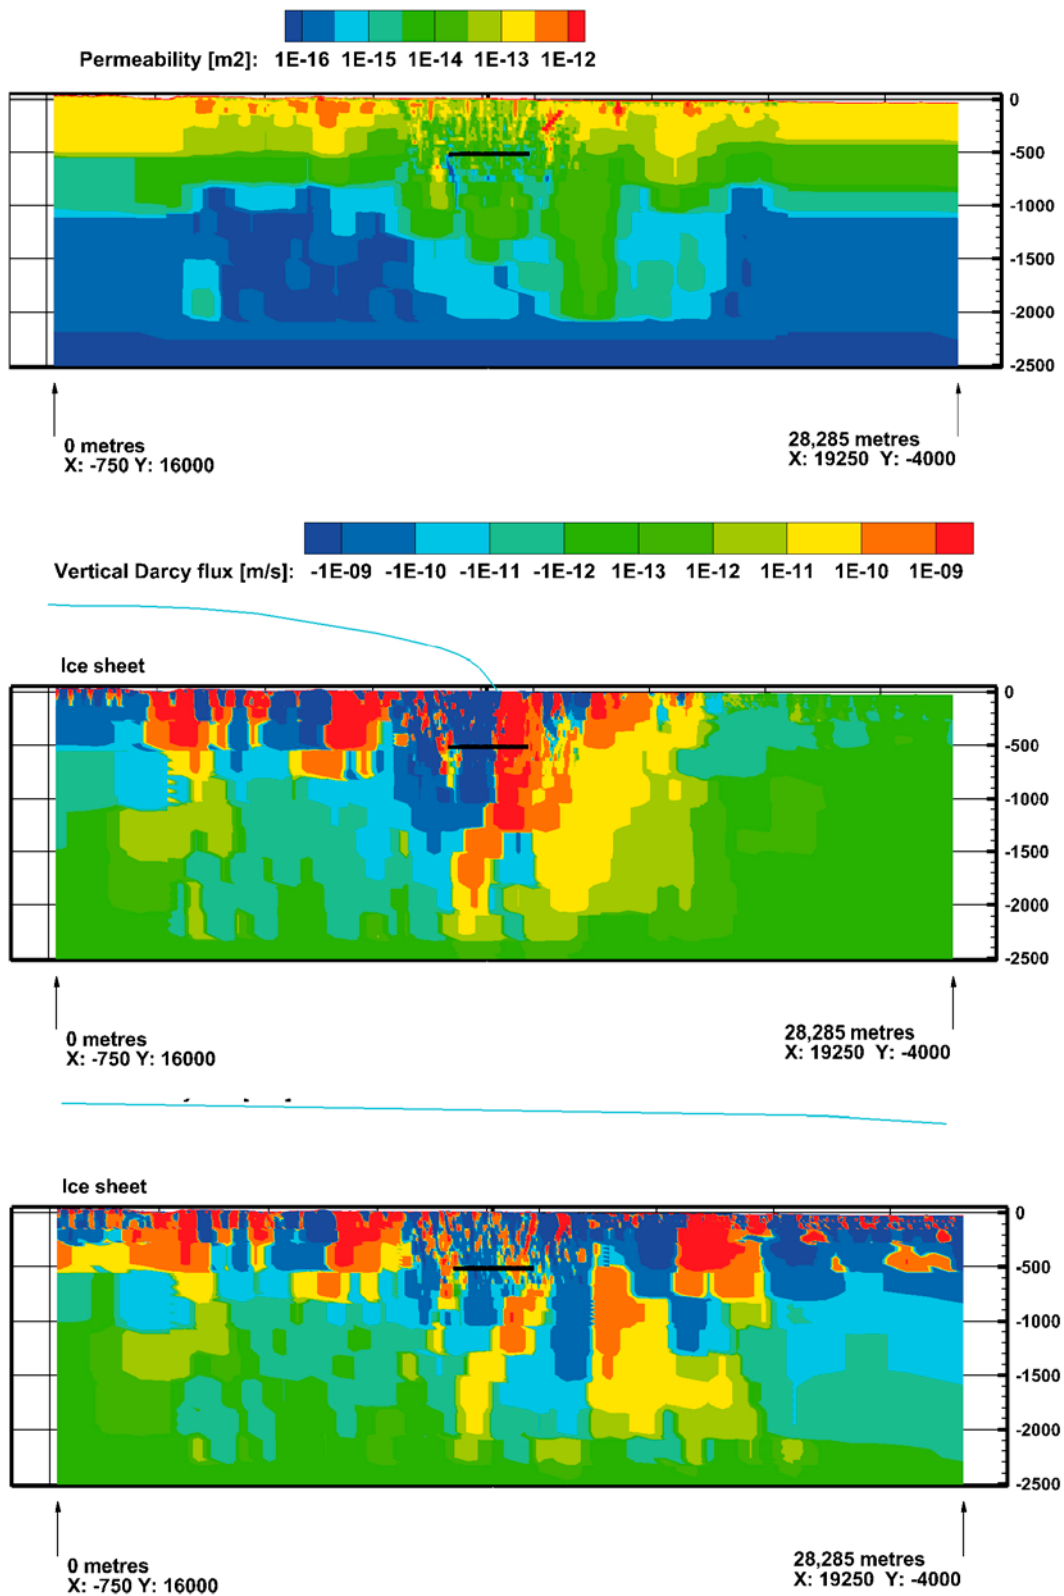 Permeability [m2]: 1E-16 1E-15 1E-14 1E-13 1E-12
0
-500
-1000
-1500
-2000
-2500
0 metres
X: -750 Y: 16000
28,285 metres
X: 19250 Y: -4000
Vertical Darcy flux [m/s]: -1E-09 -1E-10 -1E-11 -1E-12 1E-13 1E-12 1E-11 1E-10 1E-09
Ice sheet
0
-500
-1000
-1500
-2000
-2500
0 metres
X: -750 Y: 16000
28,285 metres
X: 19250 Y: -4000
Ice sheet
0
-500
-1000
-1500
-2000
-2500
0 metres
X: -750 Y: 16000
28,285 metres
X: 19250 Y: -4000